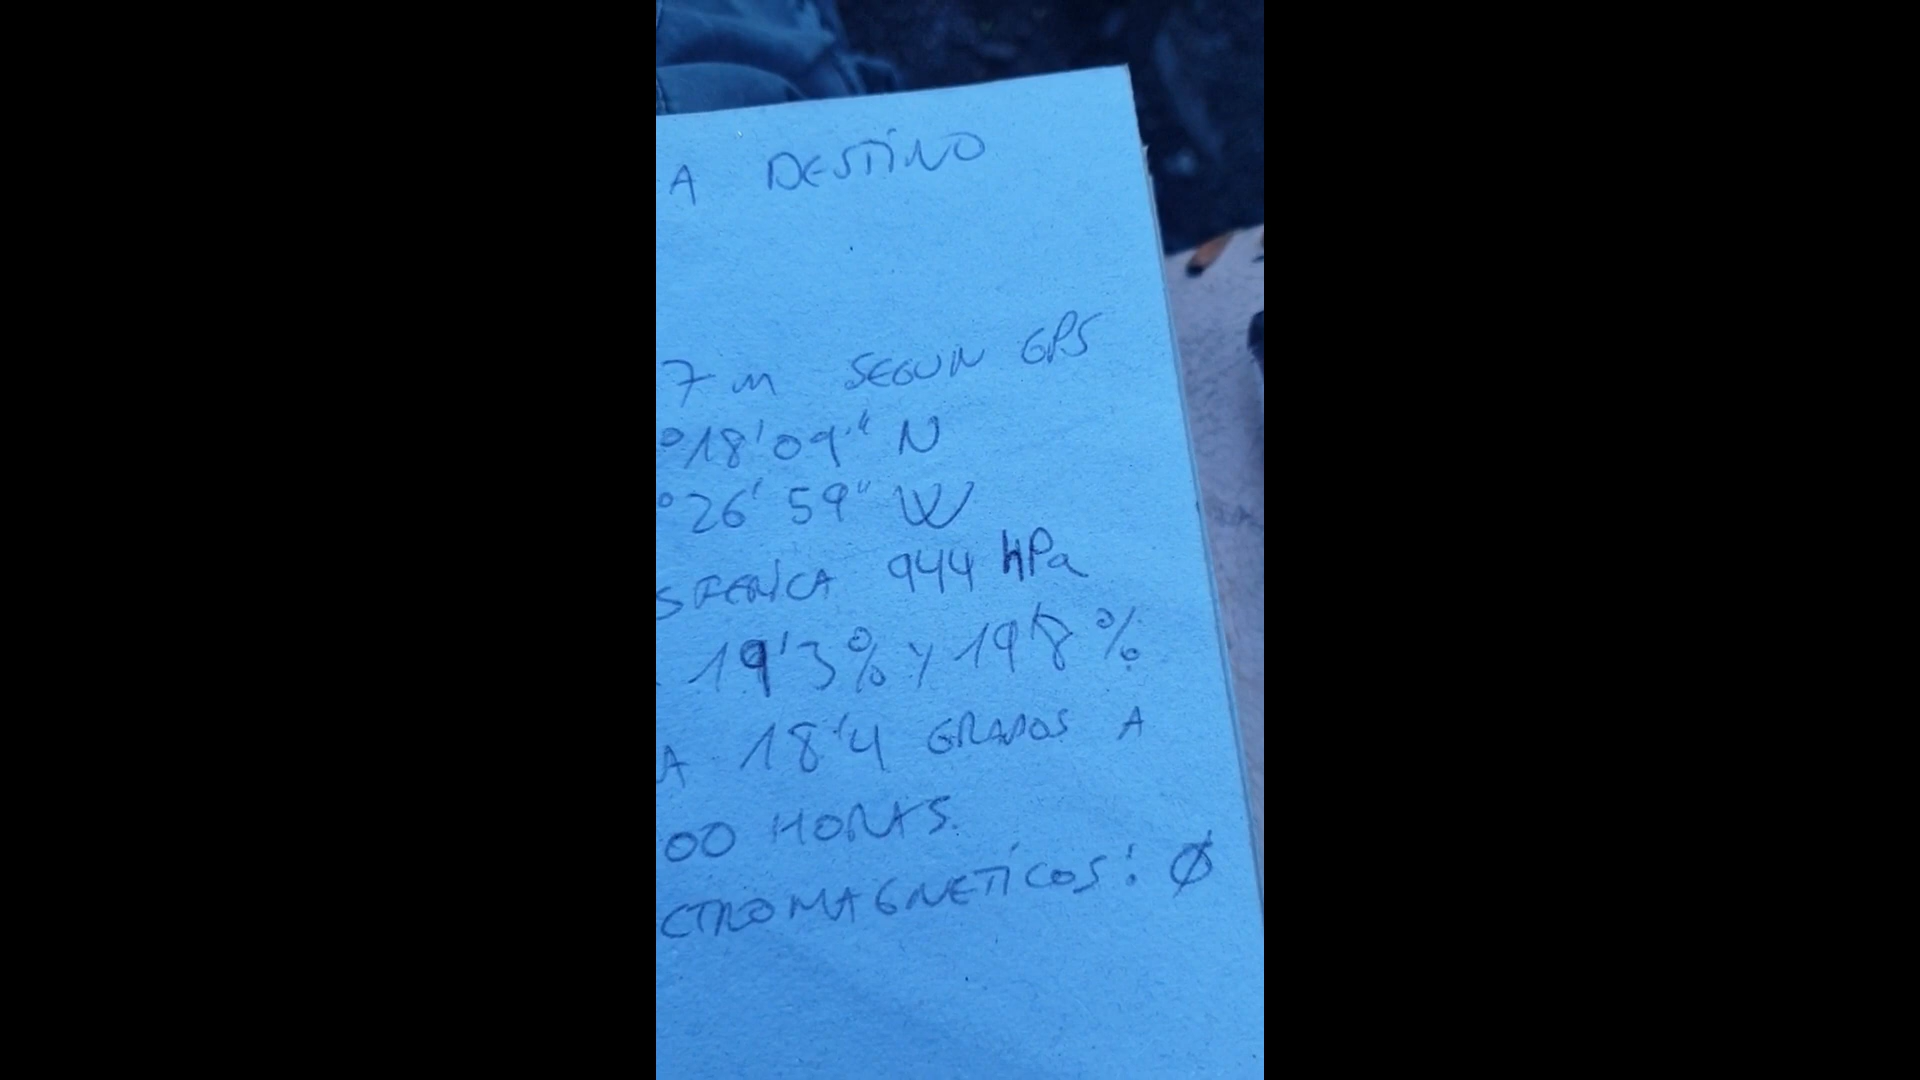 A DESTINO
7 m SEGUN GPS
°18'09" N
°26'59" W
SFERICA 944 hPa
19'3% y 19'8%
A 18'4 GRADOS A
00 HORAS.
CTROMAGNETICOS: Ø